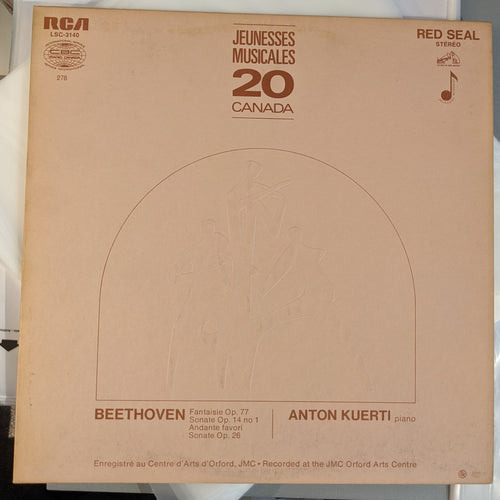 RCA
LSC-3140
CBC
278
JEUNESSES
MUSICALES
20
CANADA
RED SEAL
STÉRÉO
BEETHOVEN
Fantaisie Op. 77
Sonate Op. 14 no 1
Andante favori
Sonate Op. 26
ANTON KUERTI piano
Enregistré au Centre d'Arts d'Orford, JMC • Recorded at the JMC Orford Arts Centre